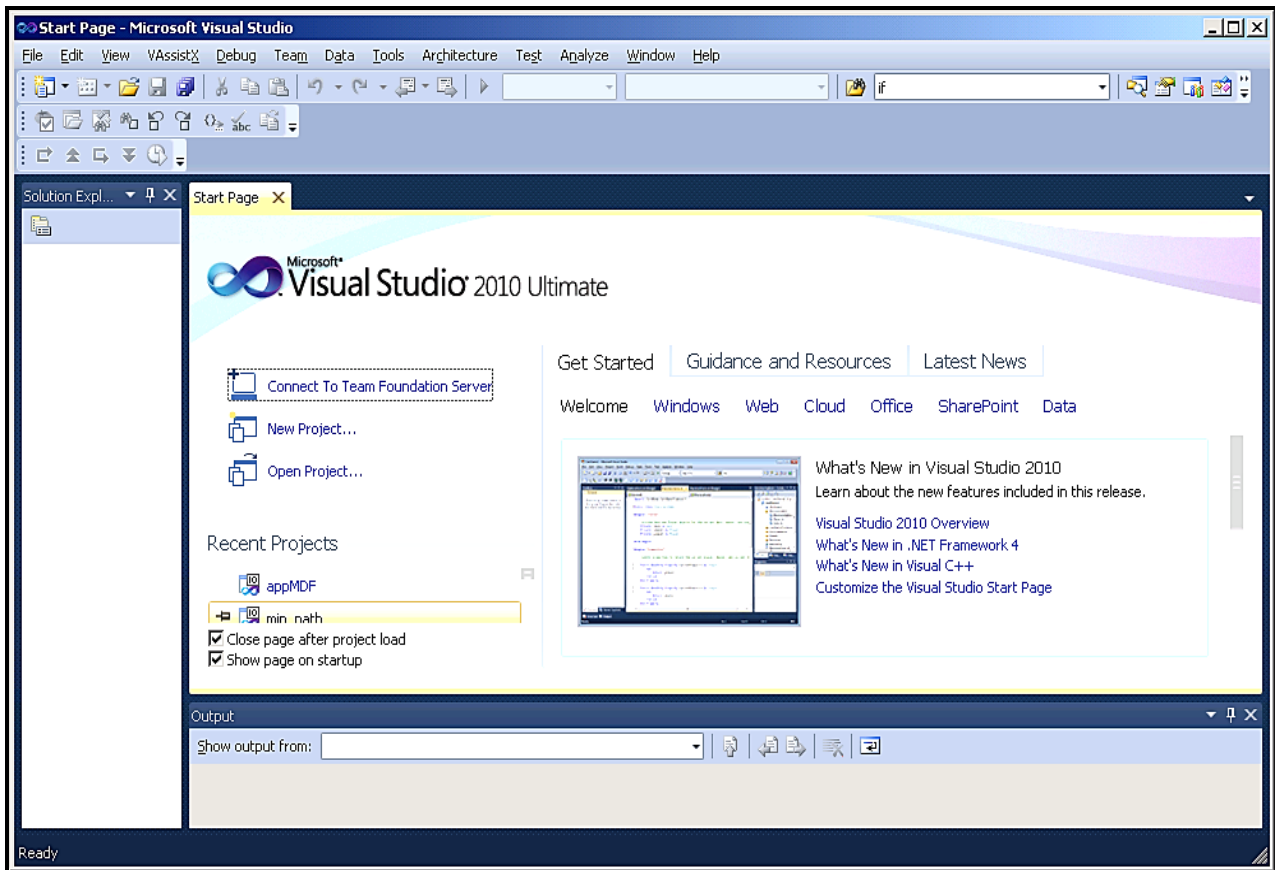 Start Page - Microsoft Visual Studio
File Edit View VAssistX Debug Team Data Tools Architecture Test Analyze Window Help
if
abc
Solution Expl...
Start Page
Microsoft
Visual Studio 2010 Ultimate
Connect To Team Foundation Server
New Project...
Open Project...
Recent Projects
appMDF
min_path
Close page after project load
Show page on startup
Get Started Guidance and Resources Latest News
Welcome Windows Web Cloud Office SharePoint Data
What's New in Visual Studio 2010
Learn about the new features included in this release.
Visual Studio 2010 Overview
What's New in .NET Framework 4
What's New in Visual C++
Customize the Visual Studio Start Page
Output
Show output from:
Ready